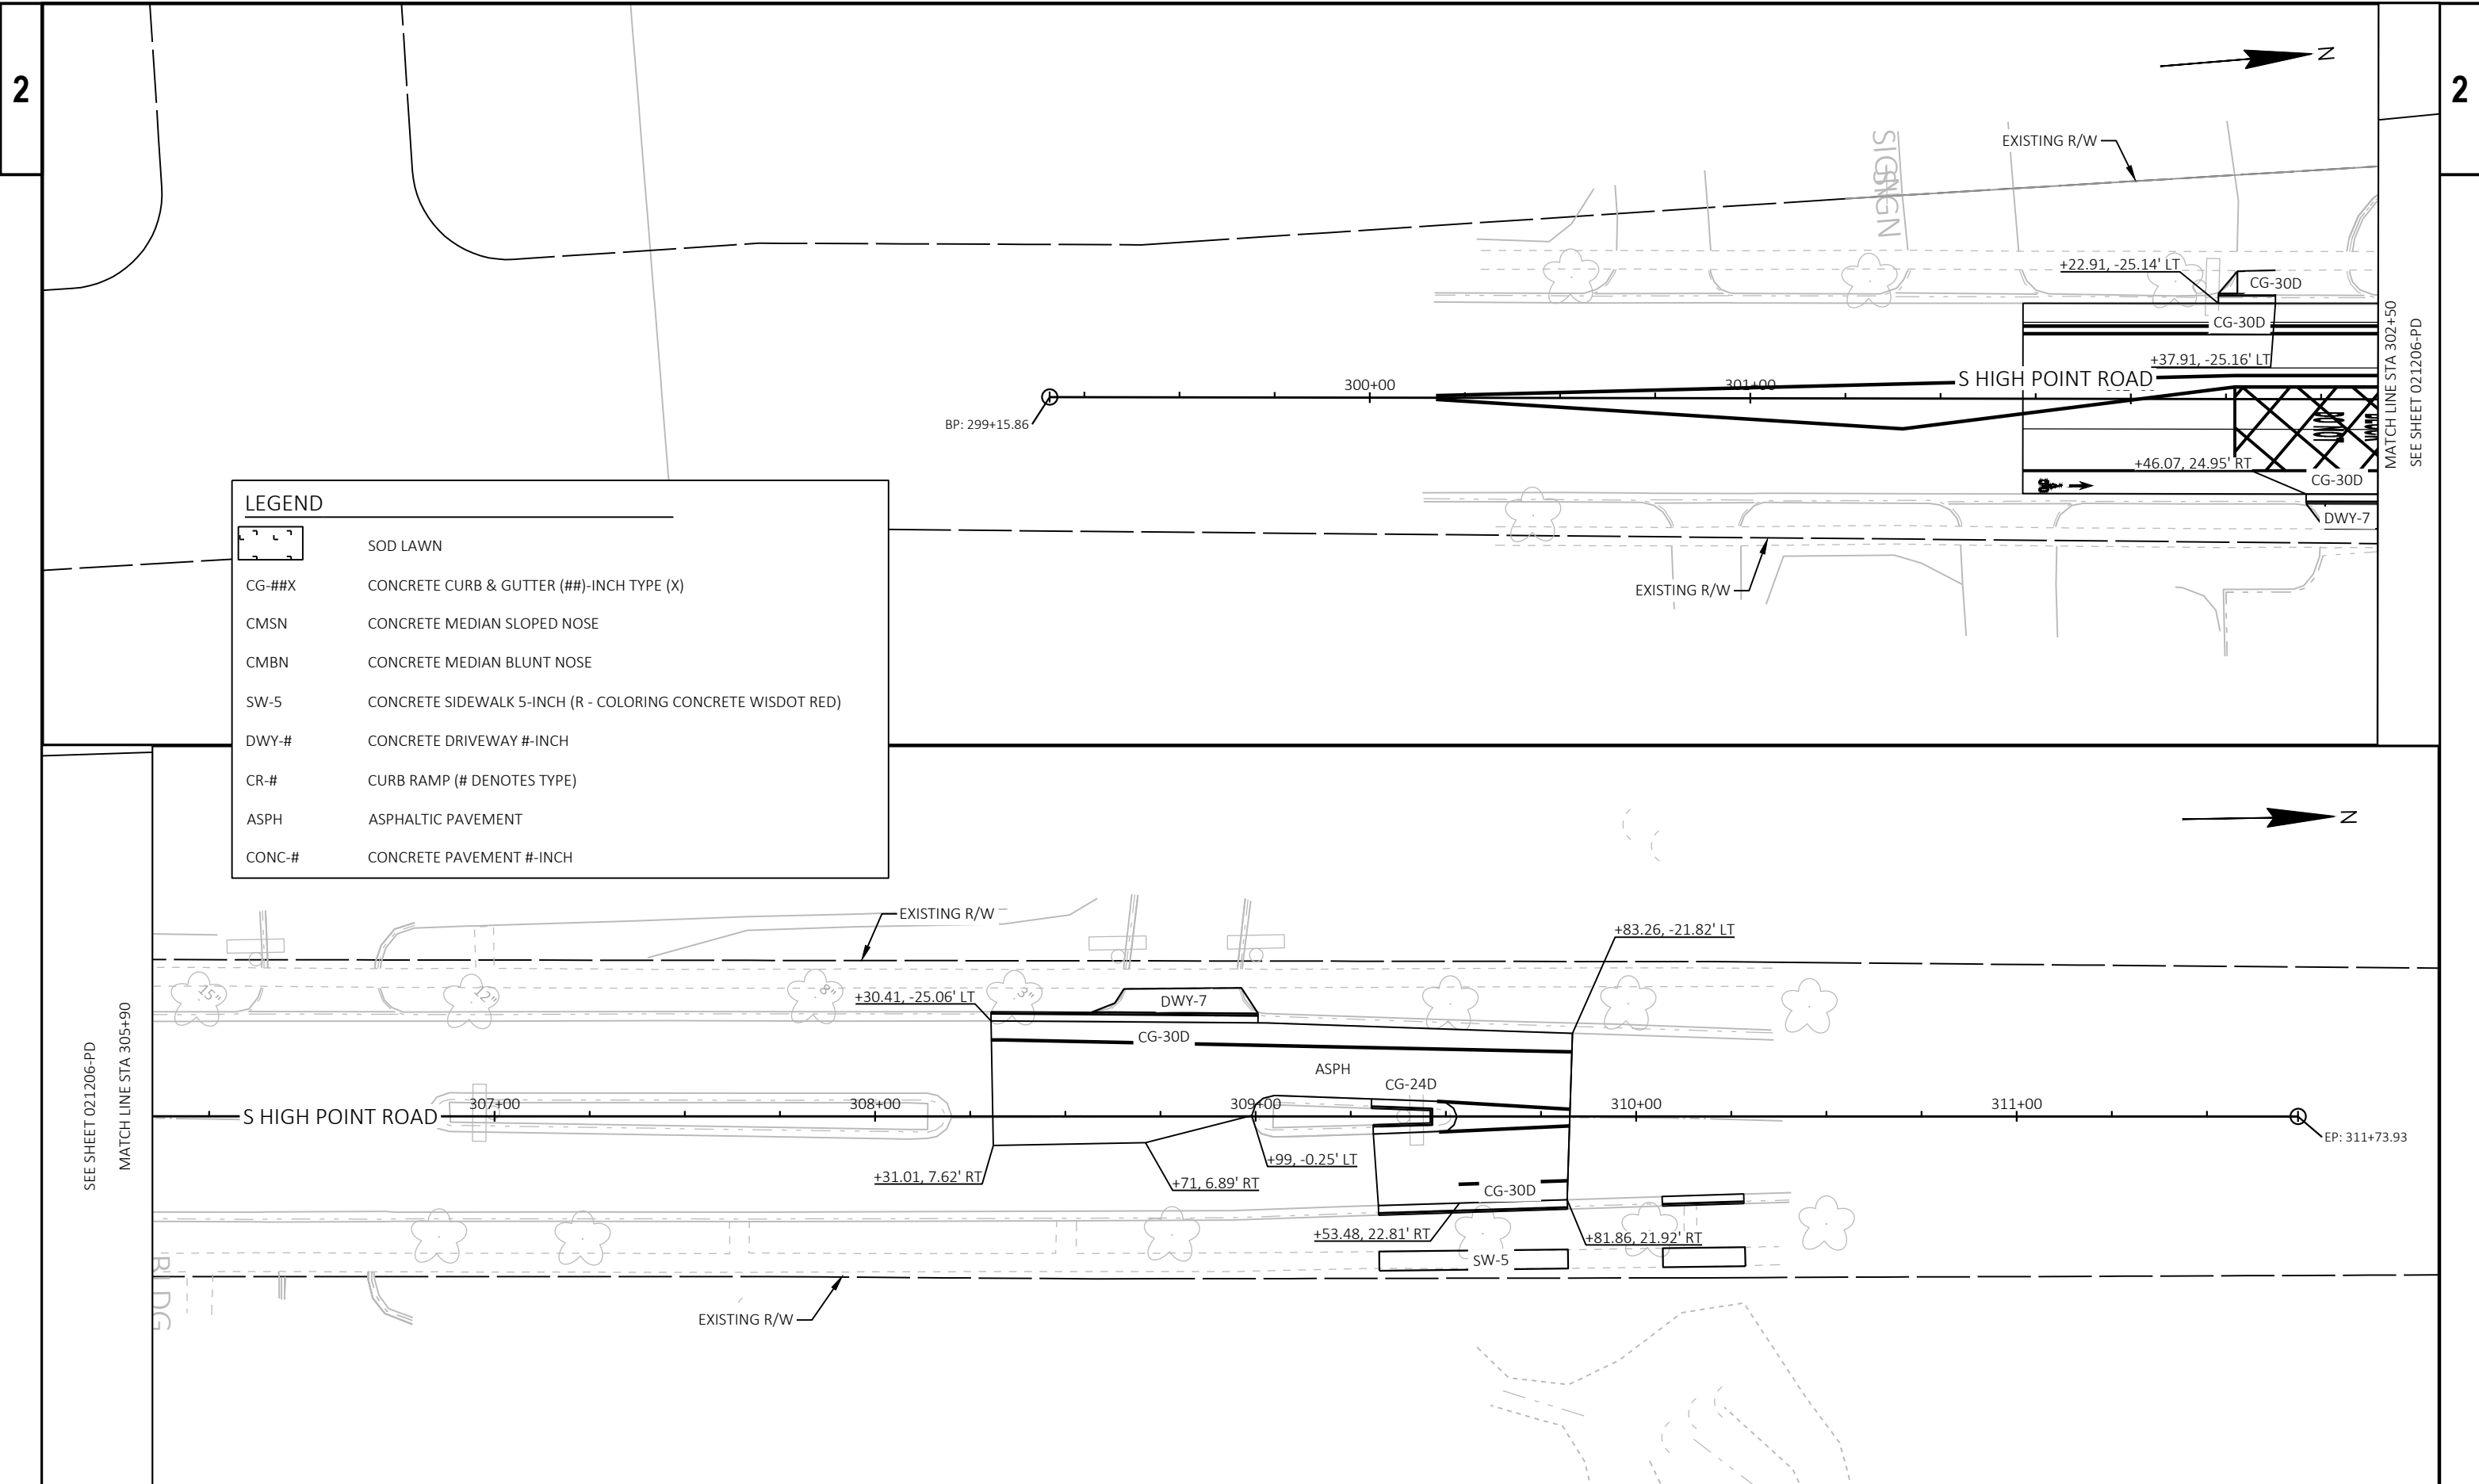 2
2
N
EXISTING R/W
SIGN
SIGN
+22.91, -25.14' LT
CG-30D
CG-30D
+37.91, -25.16' LT
300+00
301+00
S HIGH POINT ROAD
BP: 299+15.86
+46.07, 24.95' RT
CG-30D
DWY-7
EXISTING R/W
MATCH LINE STA 302+50
SEE SHEET 021206-PD
LEGEND
SOD LAWN
CG-##X CONCRETE CURB & GUTTER (##)-INCH TYPE (X)
CMSN CONCRETE MEDIAN SLOPED NOSE
CMBN CONCRETE MEDIAN BLUNT NOSE
SW-5 CONCRETE SIDEWALK 5-INCH (R - COLORING CONCRETE WISDOT RED)
DWY-# CONCRETE DRIVEWAY #-INCH
CR-# CURB RAMP (# DENOTES TYPE)
ASPH ASPHALTIC PAVEMENT
CONC-# CONCRETE PAVEMENT #-INCH
N
EXISTING R/W
+83.26, -21.82' LT
15"
12"
8"
3"
+30.41, -25.06' LT
DWY-7
CG-30D
ASPH
CG-24D
SEE SHEET 021206-PD
MATCH LINE STA 305+90
S HIGH POINT ROAD
307+00
308+00
309+00
310+00
311+00
EP: 311+73.93
+31.01, 7.62' RT
+71, 6.89' RT
+99, -0.25' LT
CG-30D
+53.48, 22.81' RT
+81.86, 21.92' RT
SW-5
BLDG
EXISTING R/W